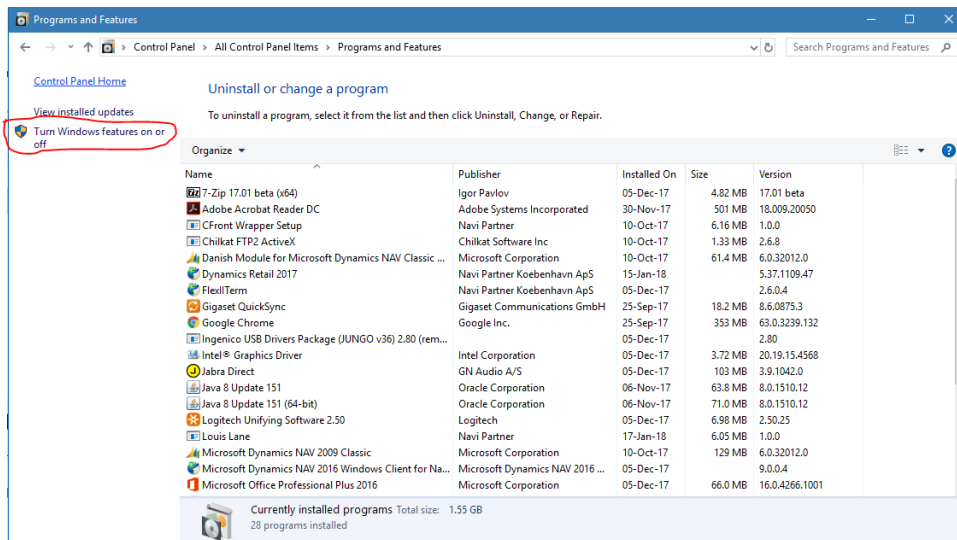 Programs and Features
Control Panel > All Control Panel Items > Programs and Features
Search Programs and Features
Control Panel Home
View installed updates
Turn Windows features on or
off
Uninstall or change a program
To uninstall a program, select it from the list and then click Uninstall, Change, or Repair.
Organize
Name Publisher Installed On Size Version
7-Zip 17.01 beta (x64) Igor Pavlov 05-Dec-17 4.82 MB 17.01 beta
Adobe Acrobat Reader DC Adobe Systems Incorporated 30-Nov-17 501 MB 18.009.20050
CFront Wrapper Setup Navi Partner 10-Oct-17 6.16 MB 1.0.0
Chilkat FTP2 ActiveX Chilkat Software Inc 10-Oct-17 1.33 MB 2.6.8
Danish Module for Microsoft Dynamics NAV Classic ... Microsoft Corporation 10-Oct-17 61.4 MB 6.0.32012.0
Dynamics Retail 2017 Navi Partner Koebenhavn ApS 15-Jan-18 5.37.1109.47
FlexIITerm Navi Partner Koebenhavn ApS 05-Dec-17 2.6.0.4
Gigaset QuickSync Gigaset Communications GmbH 25-Sep-17 18.2 MB 8.6.0875.3
Google Chrome Google Inc. 25-Sep-17 353 MB 63.0.3239.132
Ingenico USB Drivers Package (JUNGO v36) 2.80 (rem... 05-Dec-17 2.80
Intel® Graphics Driver Intel Corporation 05-Dec-17 3.72 MB 20.19.15.4568
Jabra Direct GN Audio A/S 05-Dec-17 103 MB 3.9.1042.0
Java 8 Update 151 Oracle Corporation 06-Nov-17 63.8 MB 8.0.1510.12
Java 8 Update 151 (64-bit) Oracle Corporation 06-Nov-17 71.0 MB 8.0.1510.12
Logitech Unifying Software 2.50 Logitech 05-Dec-17 6.98 MB 2.50.25
Louis Lane Navi Partner 17-Jan-18 6.05 MB 1.0.0
Microsoft Dynamics NAV 2009 Classic Microsoft Corporation 10-Oct-17 129 MB 6.0.32012.0
Microsoft Dynamics NAV 2016 Windows Client for Na... Microsoft Dynamics NAV 2016 ... 05-Dec-17 9.0.0.4
Microsoft Office Professional Plus 2016 Microsoft Corporation 05-Dec-17 66.0 MB 16.0.4266.1001
Currently installed programs Total size: 1.55 GB
28 programs installed